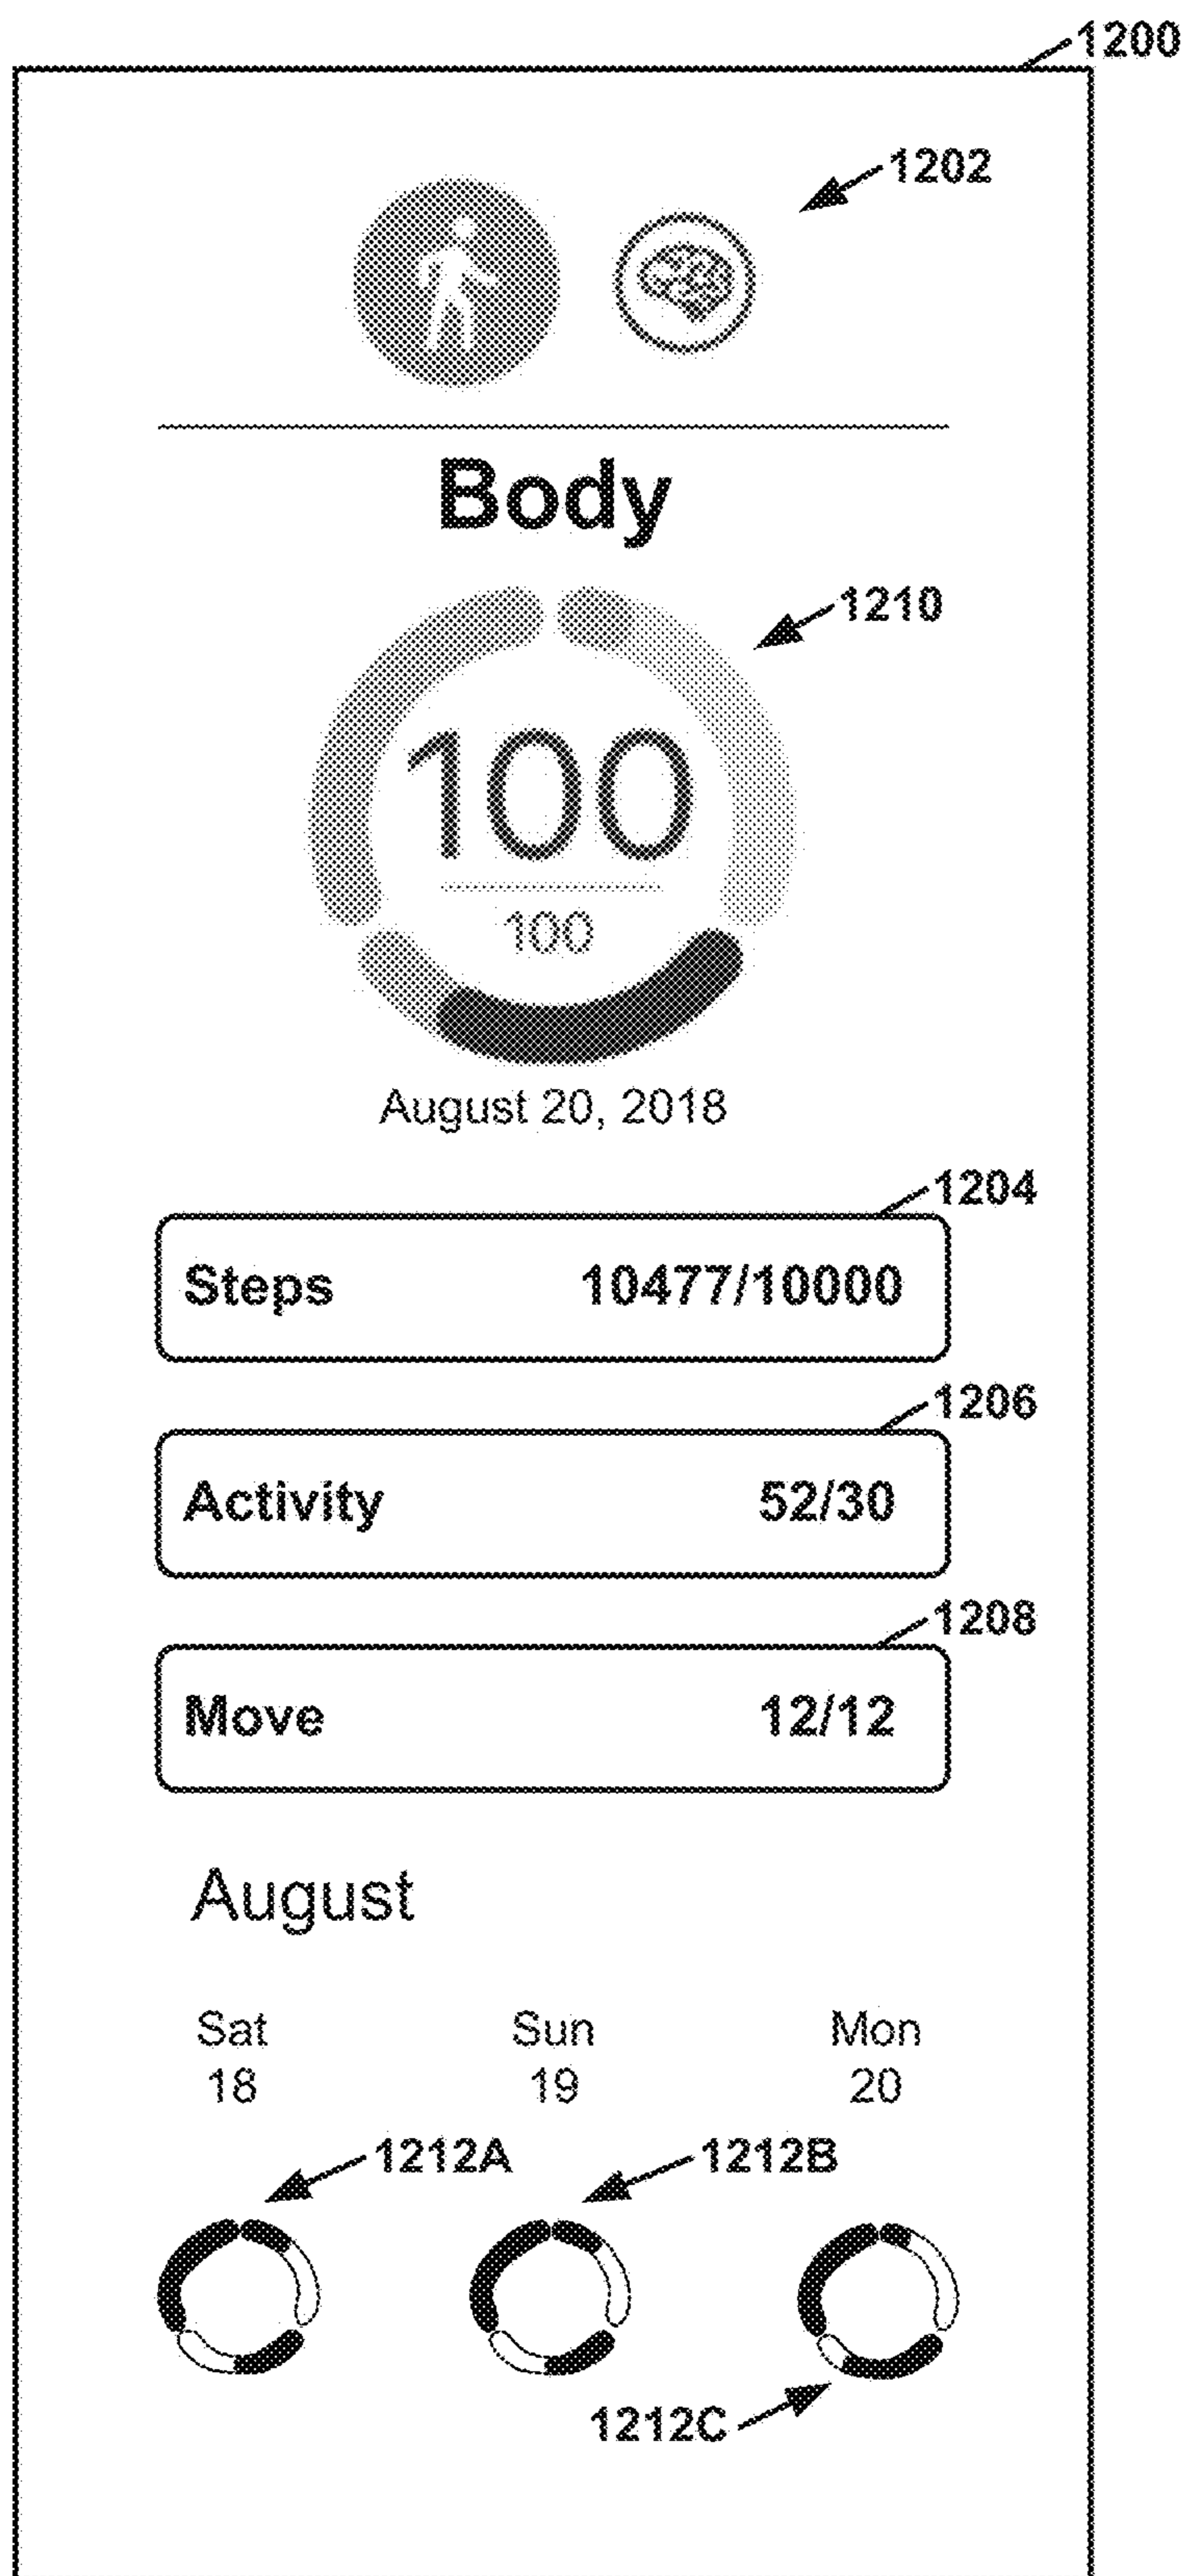 1200
1202
Body
1210
100
100
August 20, 2018
1204
Steps 10477/10000
1206
Activity 52/30
1208
Move 12/12
August
Sat Sun Mon
18 19 20
1212A 1212B
1212C